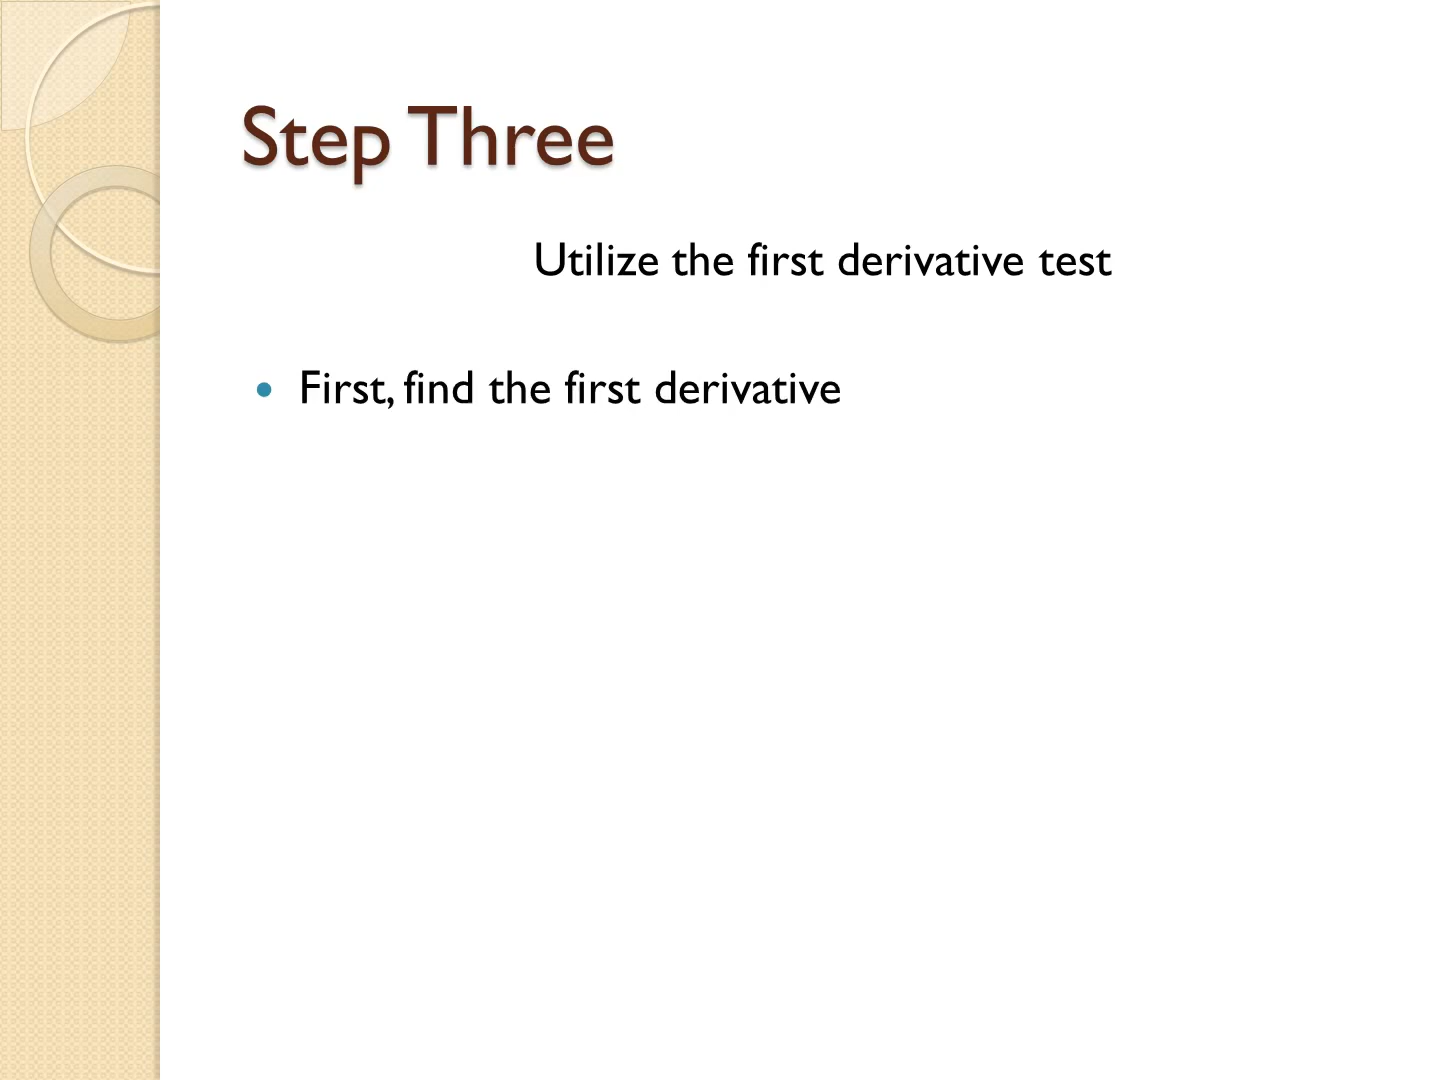 Step Three
Utilize the first derivative test
• First, find the first derivative